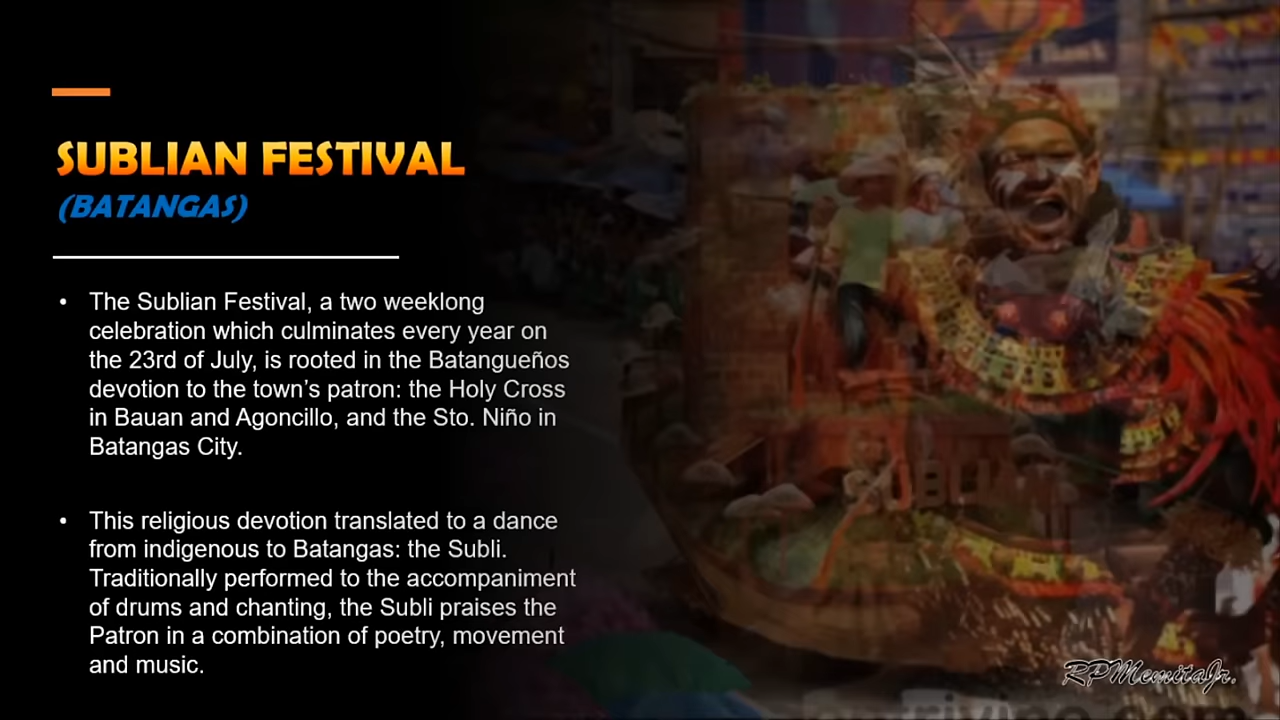 SUBLIAN FESTIVAL
(BATANGAS)
• The Sublian Festival, a two weeklong
celebration which culminates every year on
the 23rd of July, is rooted in the Batangueños
devotion to the town’s patron: the Holy Cross
in Bauan and Agoncillo, and the Sto. Niño in
Batangas City.
• This religious devotion translated to a dance
from indigenous to Batangas: the Subli.
Traditionally performed to the accompaniment
of drums and chanting, the Subli praises the
Patron in a combination of poetry, movement
and music.
SUBLIAN
RPMemitaJr.